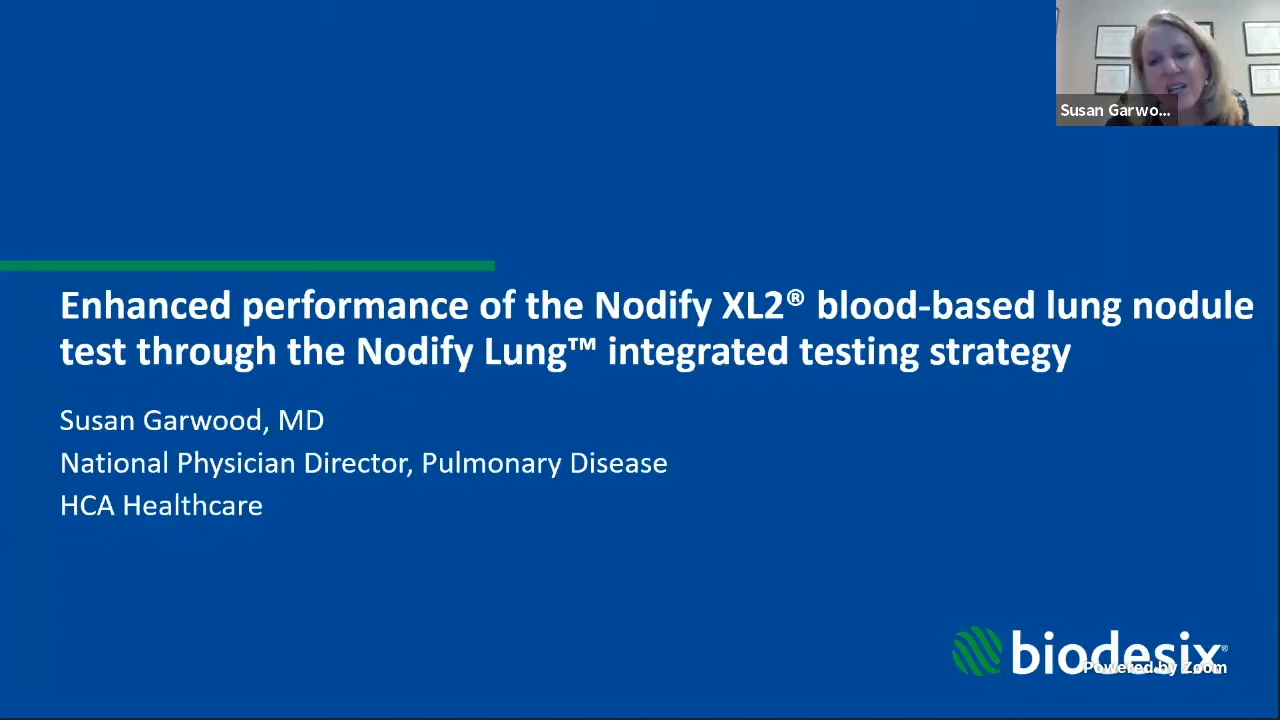 Susan Garwo...
Enhanced performance of the Nodify XL2® blood-based lung nodule
test through the Nodify Lung™ integrated testing strategy
Susan Garwood, MD
National Physician Director, Pulmonary Disease
HCA Healthcare
biodesix®
Powered by Zoom